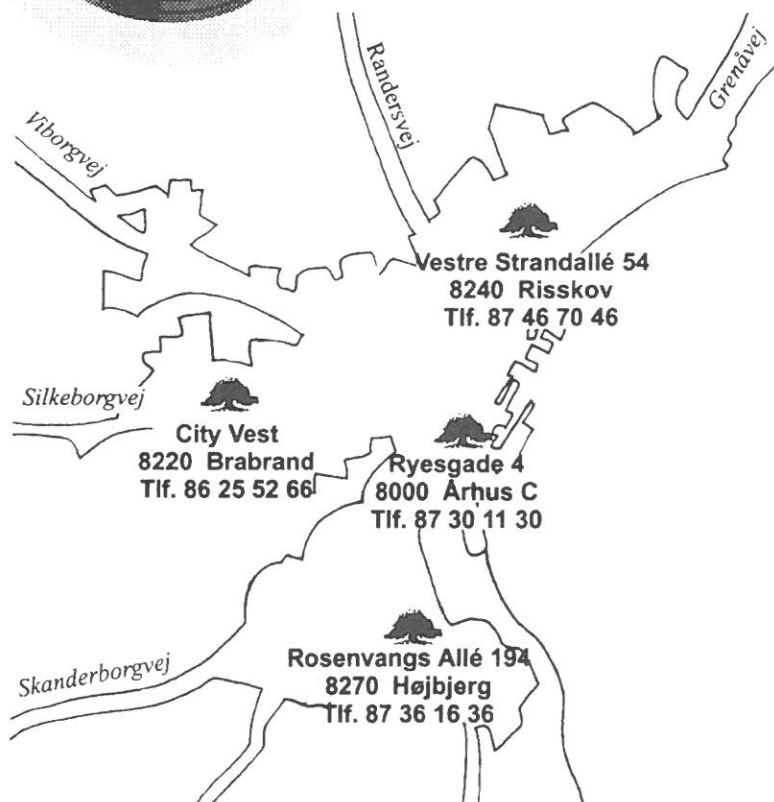 Viborgvej
Randersvej
Grenåvej
Vestre Strandallé 54
8240 Risskov
Tlf. 87 46 70 46
Silkeborgvej
City Vest
8220 Brabrand
Tlf. 86 25 52 66
Ryesgade 4
8000 Århus C
Tlf. 87 30 11 30
Skanderborgvej
Rosenvangs Allé 194
8270 Højbjerg
Tlf. 87 36 16 36